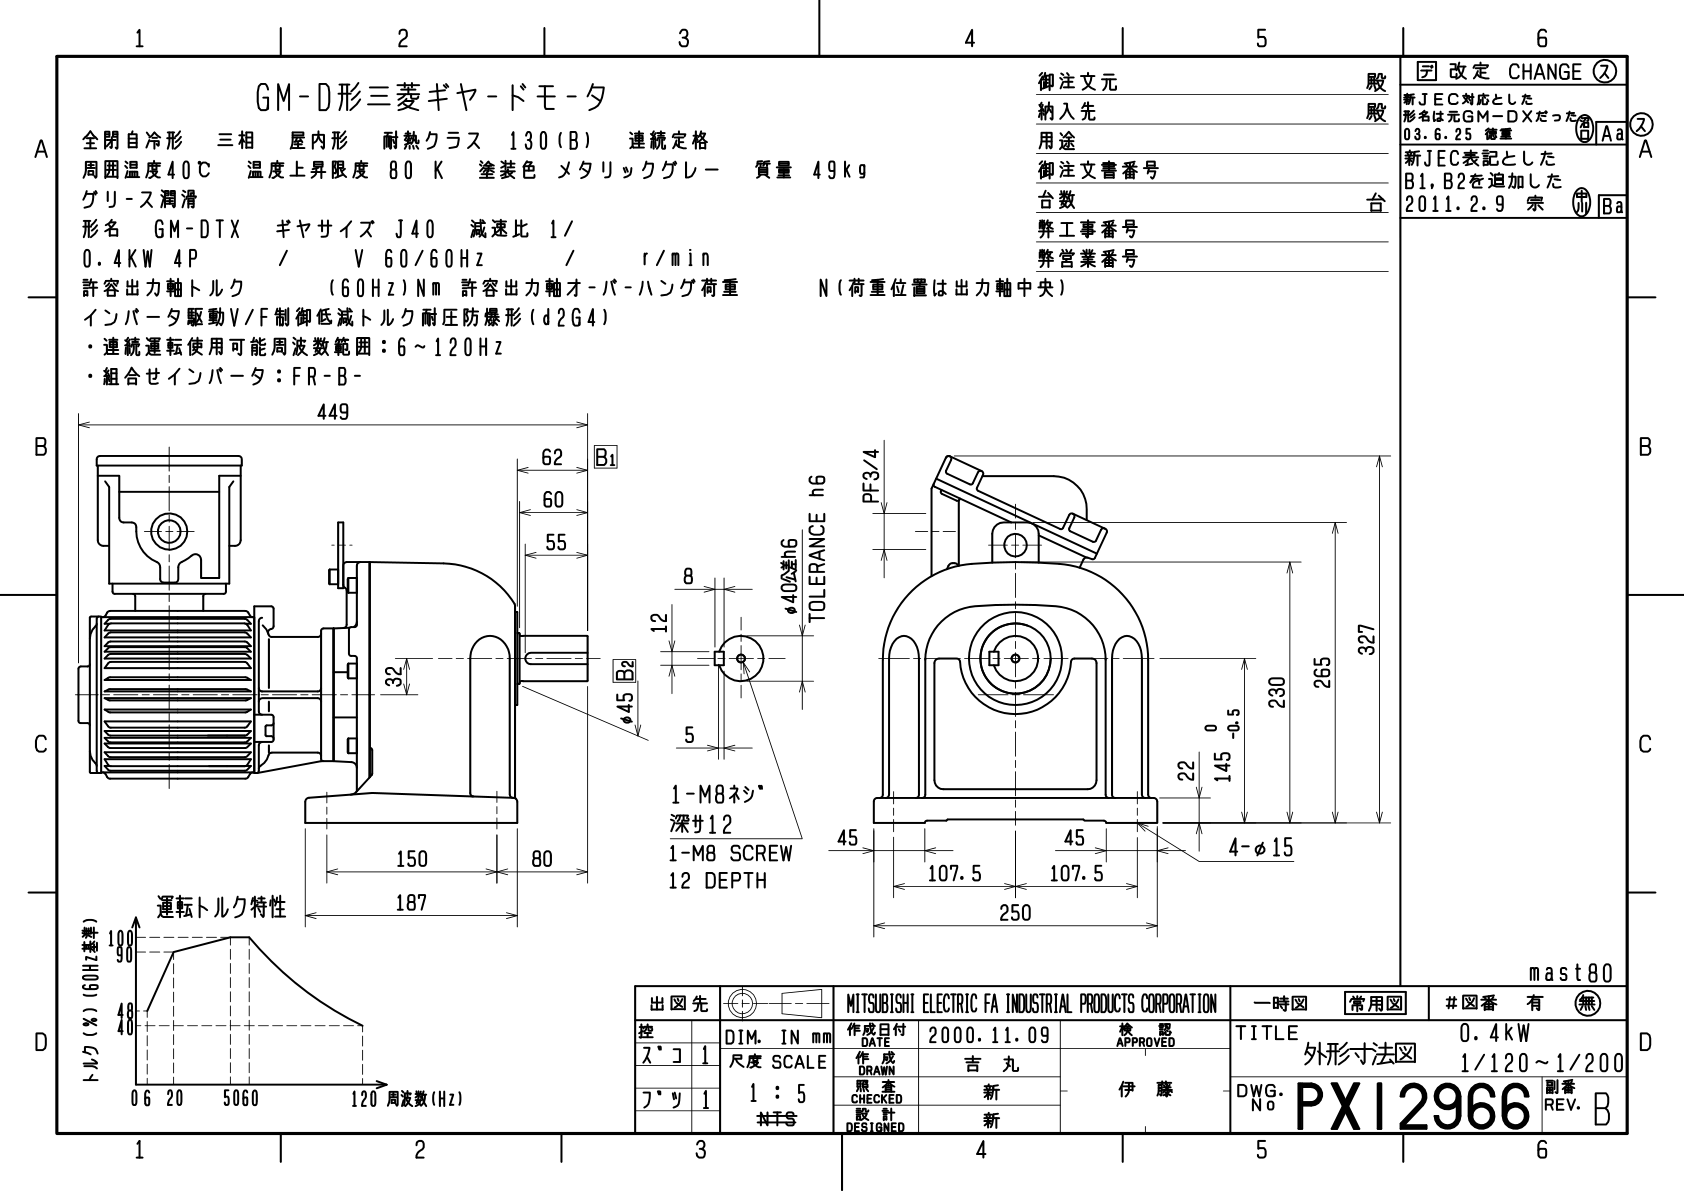 1 2 3 4 5 6
GM-D形三菱ギヤードモータ
全閉自冷形 三相 屋内形 耐熱クラス 130(B) 連続定格
周囲温度40℃ 温度上昇限度 80 K 塗装色 メタリックグレー 質量 49kg
グリース潤滑
形名 GM-DTX ギヤサイズ J40 減速比 1/
0.4KW 4P / V 60/60Hz / r/min
許容出力軸トルク (60Hz)Nm 許容出力軸オーバーハング荷重 N(荷重位置は出力軸中央)
インバータ駆動V/F制御低減トルク耐圧防爆形(d2G4)
・連続運転使用可能周波数範囲:6~120Hz
・組合せインバータ:FR-B-
御注文元 殿
納入先 殿
用途
御注文書番号
台数 台
弊工事番号
弊営業番号
デ 改定 CHANGE ス
新JEC対応とした
形名は元GM-DXだった
03.6.25 徳重 Aa ス
新JEC表記とした
B1,B2を追加した
2011.2.9 宗 Ba
A A
B B
C C
D D
449
62 B1
60
55
32
φ45 B2
150 80
187
8
12
5
φ40公差h6
TOLERANCE h6
1-M8ネジ
深サ12
1-M8 SCREW
12 DEPTH
PF3/4
327
265
230
145 0 -0.5
22
45 45
4-φ15
107.5 107.5
250
運転トルク特性
トルク(%)(60Hz基準)
100
90
48
40
0 6 20 50 60 120 周波数(Hz)
mast80
出図先
控
ズコ 1
ブツ 1
DIM. IN mm
尺度 SCALE
1 : 5
NTS
MITSUBISHI ELECTRIC FA INDUSTRIAL PRODUCTS CORPORATION
作成日付 DATE 2000.11.09
作成 DRAWN 吉丸
照査 CHECKED 新
設計 DESIGNED 新
検認 APPROVED
伊藤
一時図 常用図 #図番 有 無
TITLE 0.4kW
外形寸法図 1/120~1/200
DWG. No PX12966 副番 REV. B
1 2 3 4 5 6